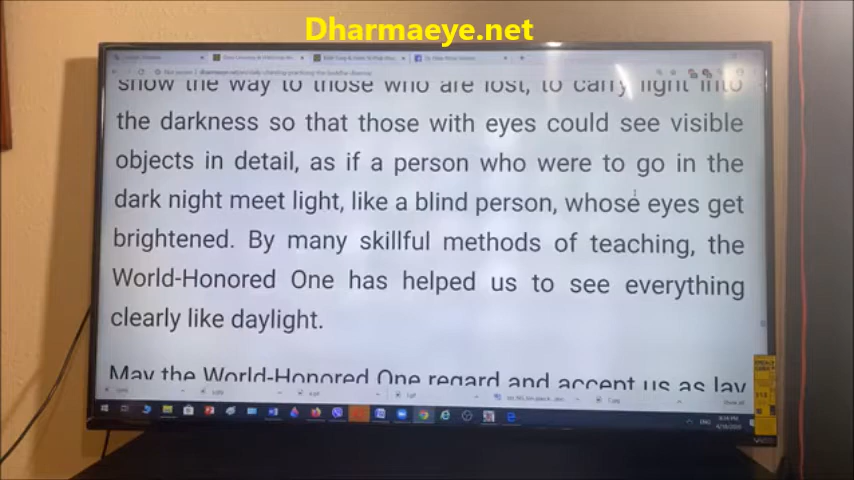 Dharmaeye.net
show the way to those who are lost, to carry light into
the darkness so that those with eyes could see visible
objects in detail, as if a person who were to go in the
dark night meet light, like a blind person, whose eyes get
brightened. By many skillful methods of teaching, the
World-Honored One has helped us to see everything
clearly like daylight.
May the World-Honored One regard and accept us as lay